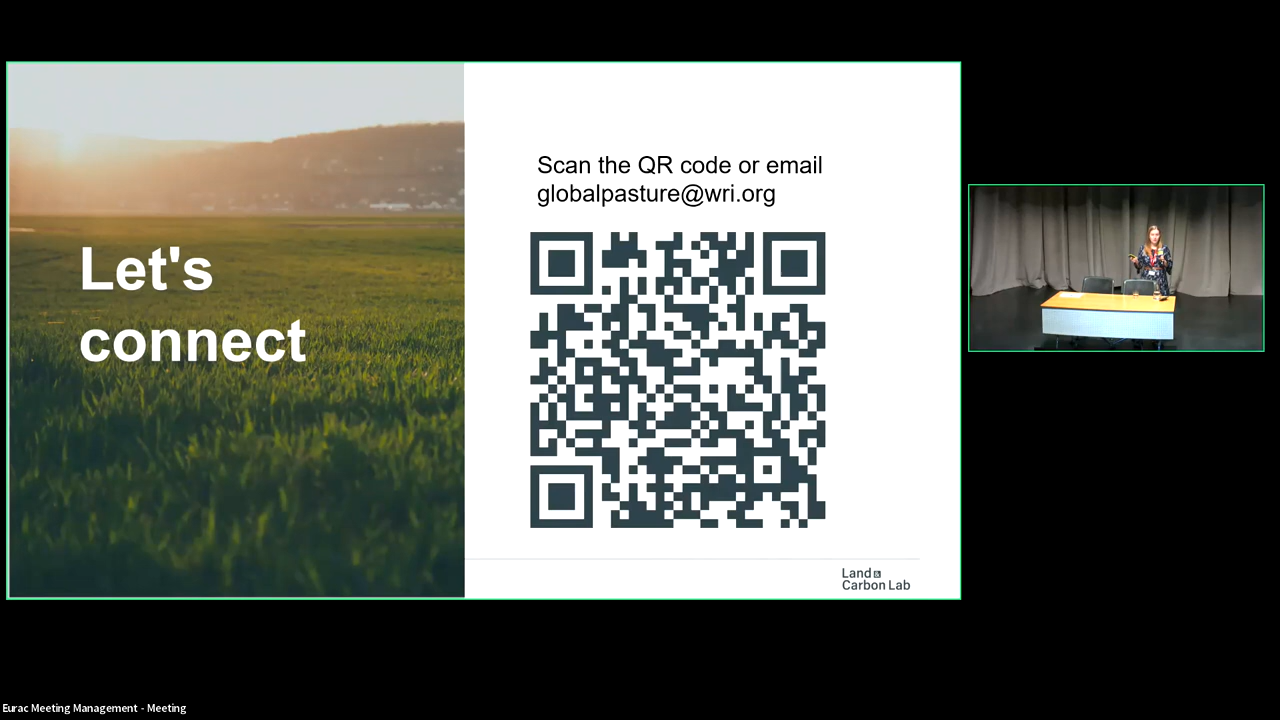 Let's
connect
Scan the QR code or email
globalpasture@wri.org
Land &
Carbon Lab
Eurac Meeting Management - Meeting